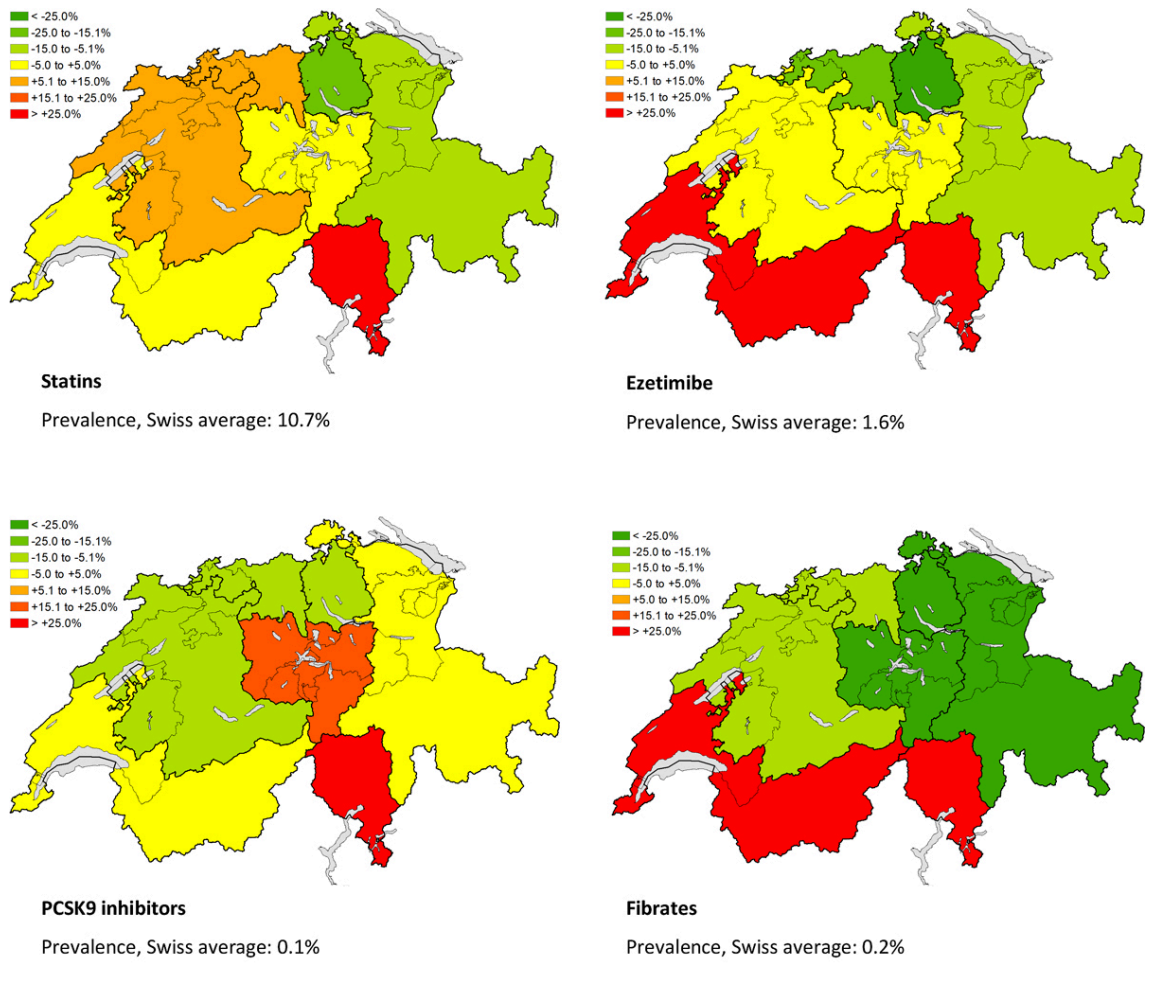 < -25.0%
-25.0 to -15.1%
-15.0 to -5.1%
-5.0 to +5.0%
+5.1 to +15.0%
+15.1 to +25.0%
> +25.0%
Statins
Prevalence, Swiss average: 10.7%
< -25.0%
-25.0 to -15.1%
-15.0 to -5.1%
-5.0 to +5.0%
+5.1 to +15.0%
+15.1 to +25.0%
> +25.0%
Ezetimibe
Prevalence, Swiss average: 1.6%
< -25.0%
-25.0 to -15.1%
-15.0 to -5.1%
-5.0 to +5.0%
+5.1 to +15.0%
+15.1 to +25.0%
> +25.0%
PCSK9 inhibitors
Prevalence, Swiss average: 0.1%
< -25.0%
-25.0 to -15.1%
-15.0 to -5.1%
-5.0 to +5.0%
+5.0 to +15.0%
+15.1 to +25.0%
> +25.0%
Fibrates
Prevalence, Swiss average: 0.2%